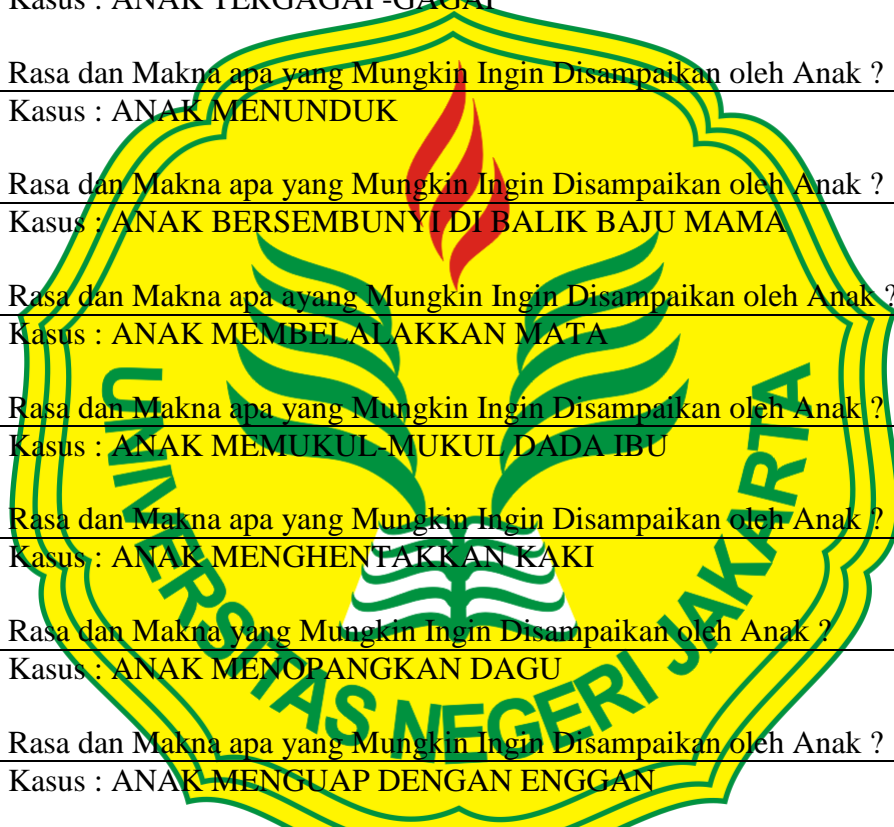 Kasus : ANAK TERGAGAP-GAGAP
Rasa dan Makna apa yang Mungkin Ingin Disampaikan oleh Anak ?
Kasus : ANAK MENUNDUK
Rasa dan Makna apa yang Mungkin Ingin Disampaikan oleh Anak ?
Kasus : ANAK BERSEMBUNYI DI BALIK BAJU MAMA
Rasa dan Makna apa ayang Mungkin Ingin Disampaikan oleh Anak ?
Kasus : ANAK MEMBELALAKKAN MATA
Rasa dan Makna apa yang Mungkin Ingin Disampaikan oleh Anak ?
Kasus : ANAK MEMUKUL-MUKUL DADA IBU
Rasa dan Makna apa yang Mungkin Ingin Disampaikan oleh Anak ?
Kasus : ANAK MENGHENTAKKAN KAKI
Rasa dan Makna yang Mungkin Ingin Disampaikan oleh Anak ?
Kasus : ANAK MENOPANGKAN DAGU
Rasa dan Makna apa yang Mungkin Ingin Disampaikan oleh Anak ?
Kasus : ANAK MENGUAP DENGAN ENGGAN
UNIVERSITAS NEGERI JAKARTA